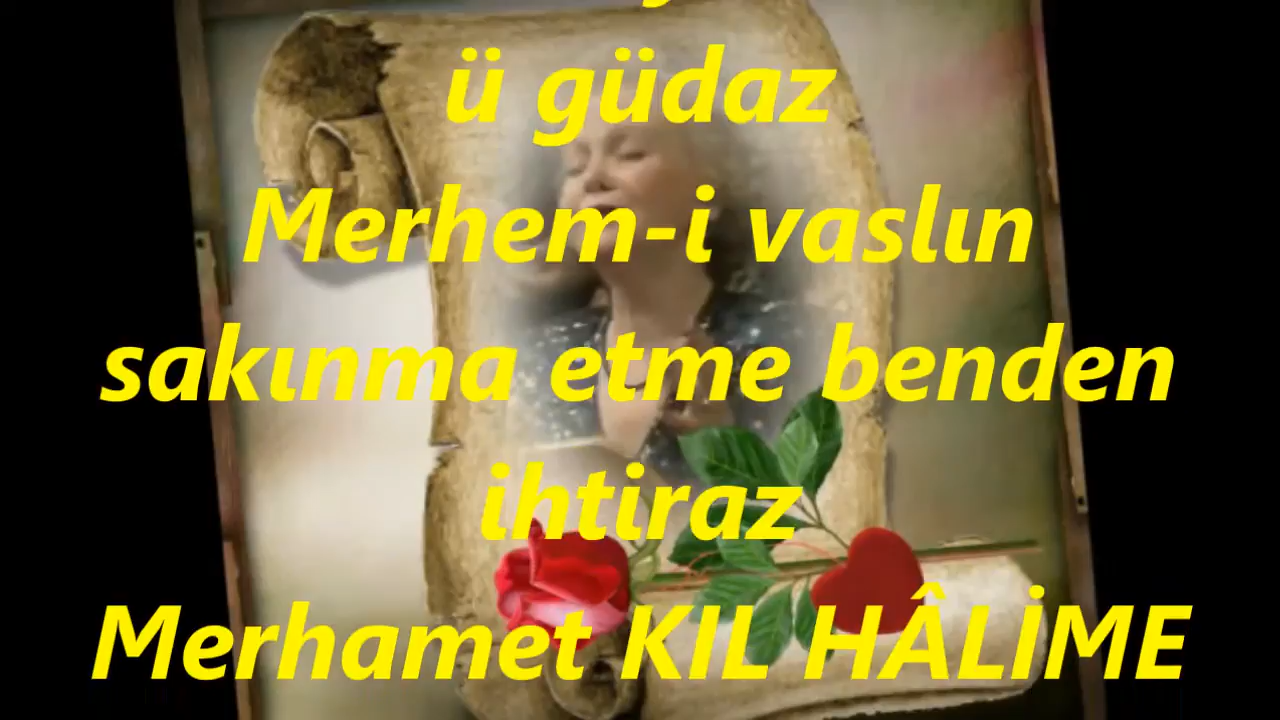 ü güdaz
Merhem-i vaslın
sakınma etme benden
ihtiraz
Merhamet KIL HÂLİME